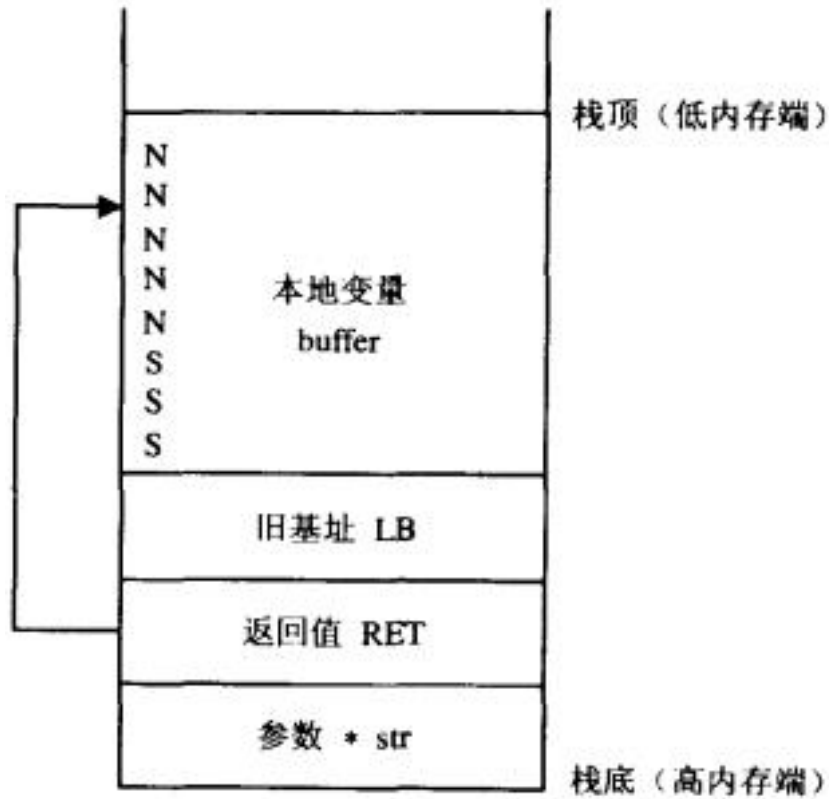 栈顶（低内存端）
N
N
N
N
N
S
S
S
本地变量
buffer
旧基址 LB
返回值 RET
参数 * str
栈底（高内存端）